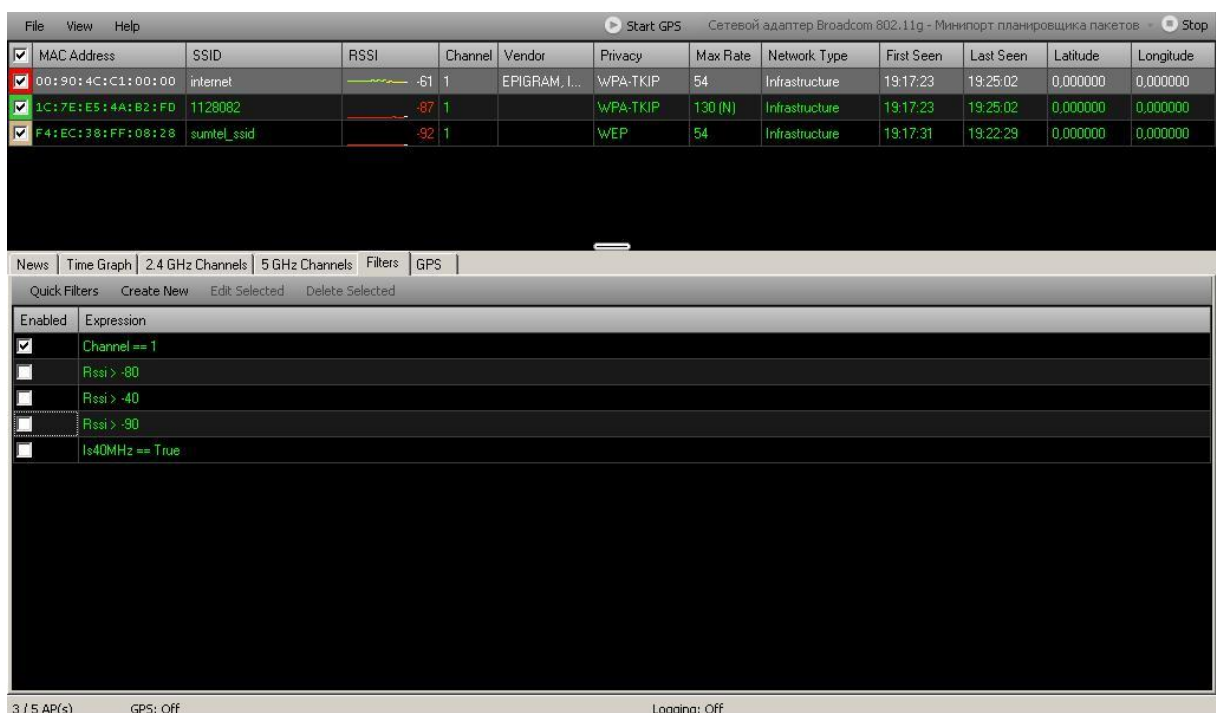 File View Help Start GPS Сетевой адаптер Broadcom 802.11g - Минипорт планировщика пакетов Stop
MAC Address SSID RSSI Channel Vendor Privacy Max Rate Network Type First Seen Last Seen Latitude Longitude
00:90:4C:C1:00:00 internet -61 1 EPIGRAM, I... WPA-TKIP 54 Infrastructure 19:17:23 19:25:02 0,000000 0,000000
1C:7E:E5:4A:B2:FD 1128082 -87 1 WPA-TKIP 130 (N) Infrastructure 19:17:23 19:25:02 0,000000 0,000000
F4:EC:38:FF:08:28 sumtel_ssid -92 1 WEP 54 Infrastructure 19:17:31 19:22:29 0,000000 0,000000
News Time Graph 2.4 GHz Channels 5 GHz Channels Filters GPS
Quick Filters Create New Edit Selected Delete Selected
Enabled Expression
Channel == 1
Rssi > -80
Rssi > -40
Rssi > -90
Is40MHz == True
3 / 5 AP(s) GPS: Off Logging: Off